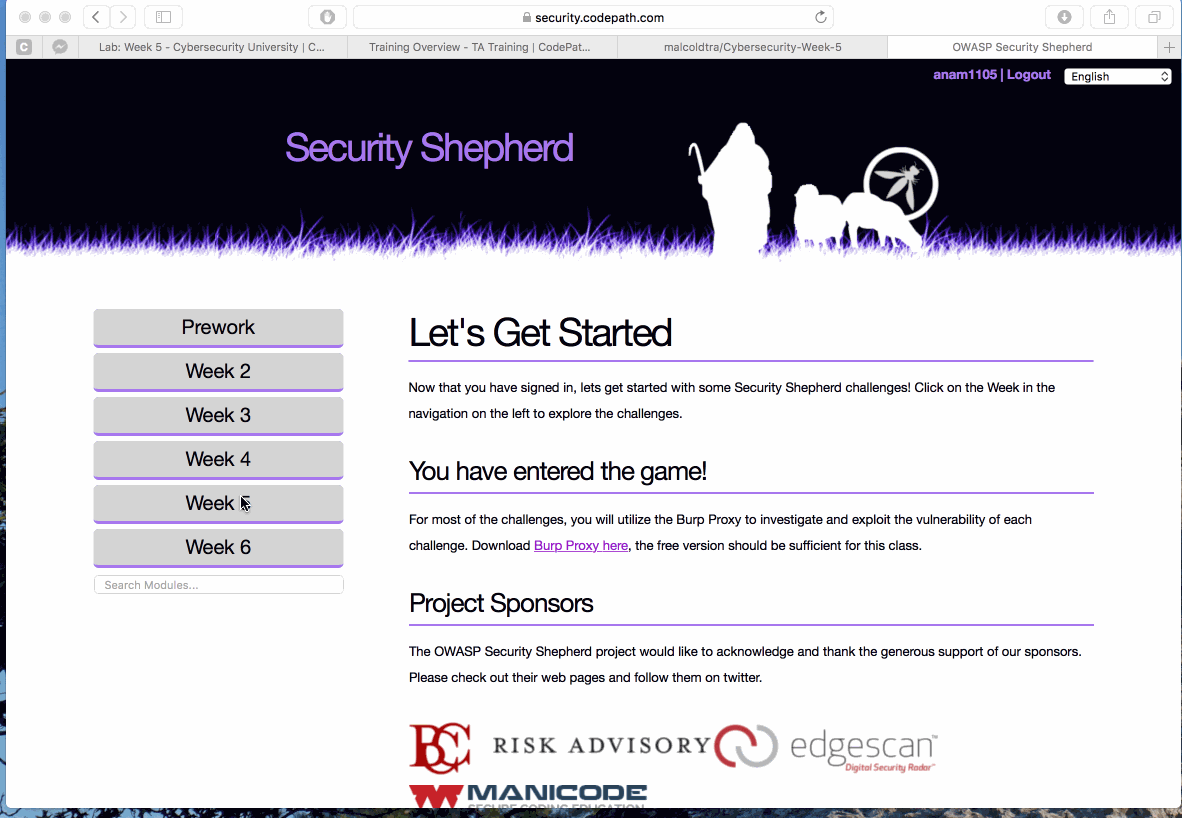 security.codepath.com
C
Lab: Week 5 - Cybersecurity University | C...
Training Overview - TA Training | CodePat...
malcoldtra/Cybersecurity-Week-5
OWASP Security Shepherd
anam1105 | Logout
English
Security Shepherd
Prework
Week 2
Week 3
Week 4
Week 5
Week 6
Search Modules...
Let's Get Started
Now that you have signed in, lets get started with some Security Shepherd challenges! Click on the Week in the
navigation on the left to explore the challenges.
You have entered the game!
For most of the challenges, you will utilize the Burp Proxy to investigate and exploit the vulnerability of each
challenge. Download Burp Proxy here, the free version should be sufficient for this class.
Project Sponsors
The OWASP Security Shepherd project would like to acknowledge and thank the generous support of our sponsors.
Please check out their web pages and follow them on twitter.
BCC RISK ADVISORY
edgescan™
Digital Security Radar™
MANICODE
SECURE CODING EDUCATION